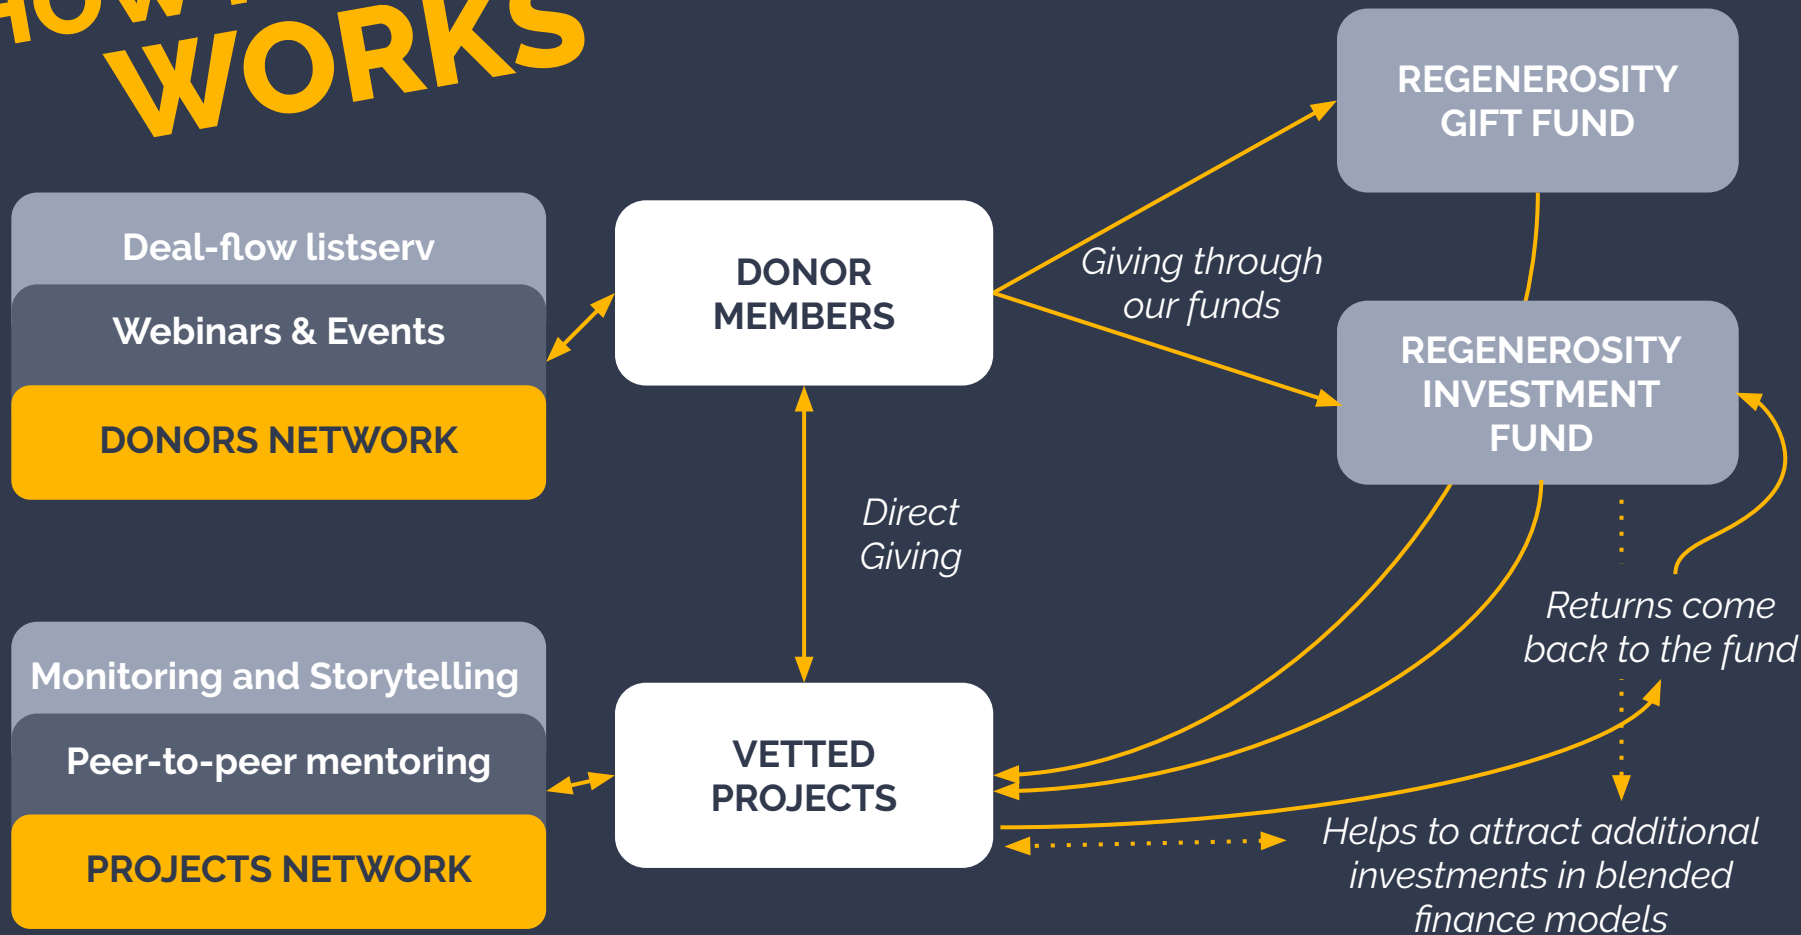 HOW
WORKS
REGENEROSITY
GIFT FUND
Deal-flow listserv
Webinars & Events
DONORS NETWORK
DONOR
MEMBERS
Giving through
our funds
REGENEROSITY
INVESTMENT
FUND
Direct
Giving
Returns come
back to the fund
Monitoring and Storytelling
Peer-to-peer mentoring
PROJECTS NETWORK
VETTED
PROJECTS
Helps to attract additional
investments in blended
finance models